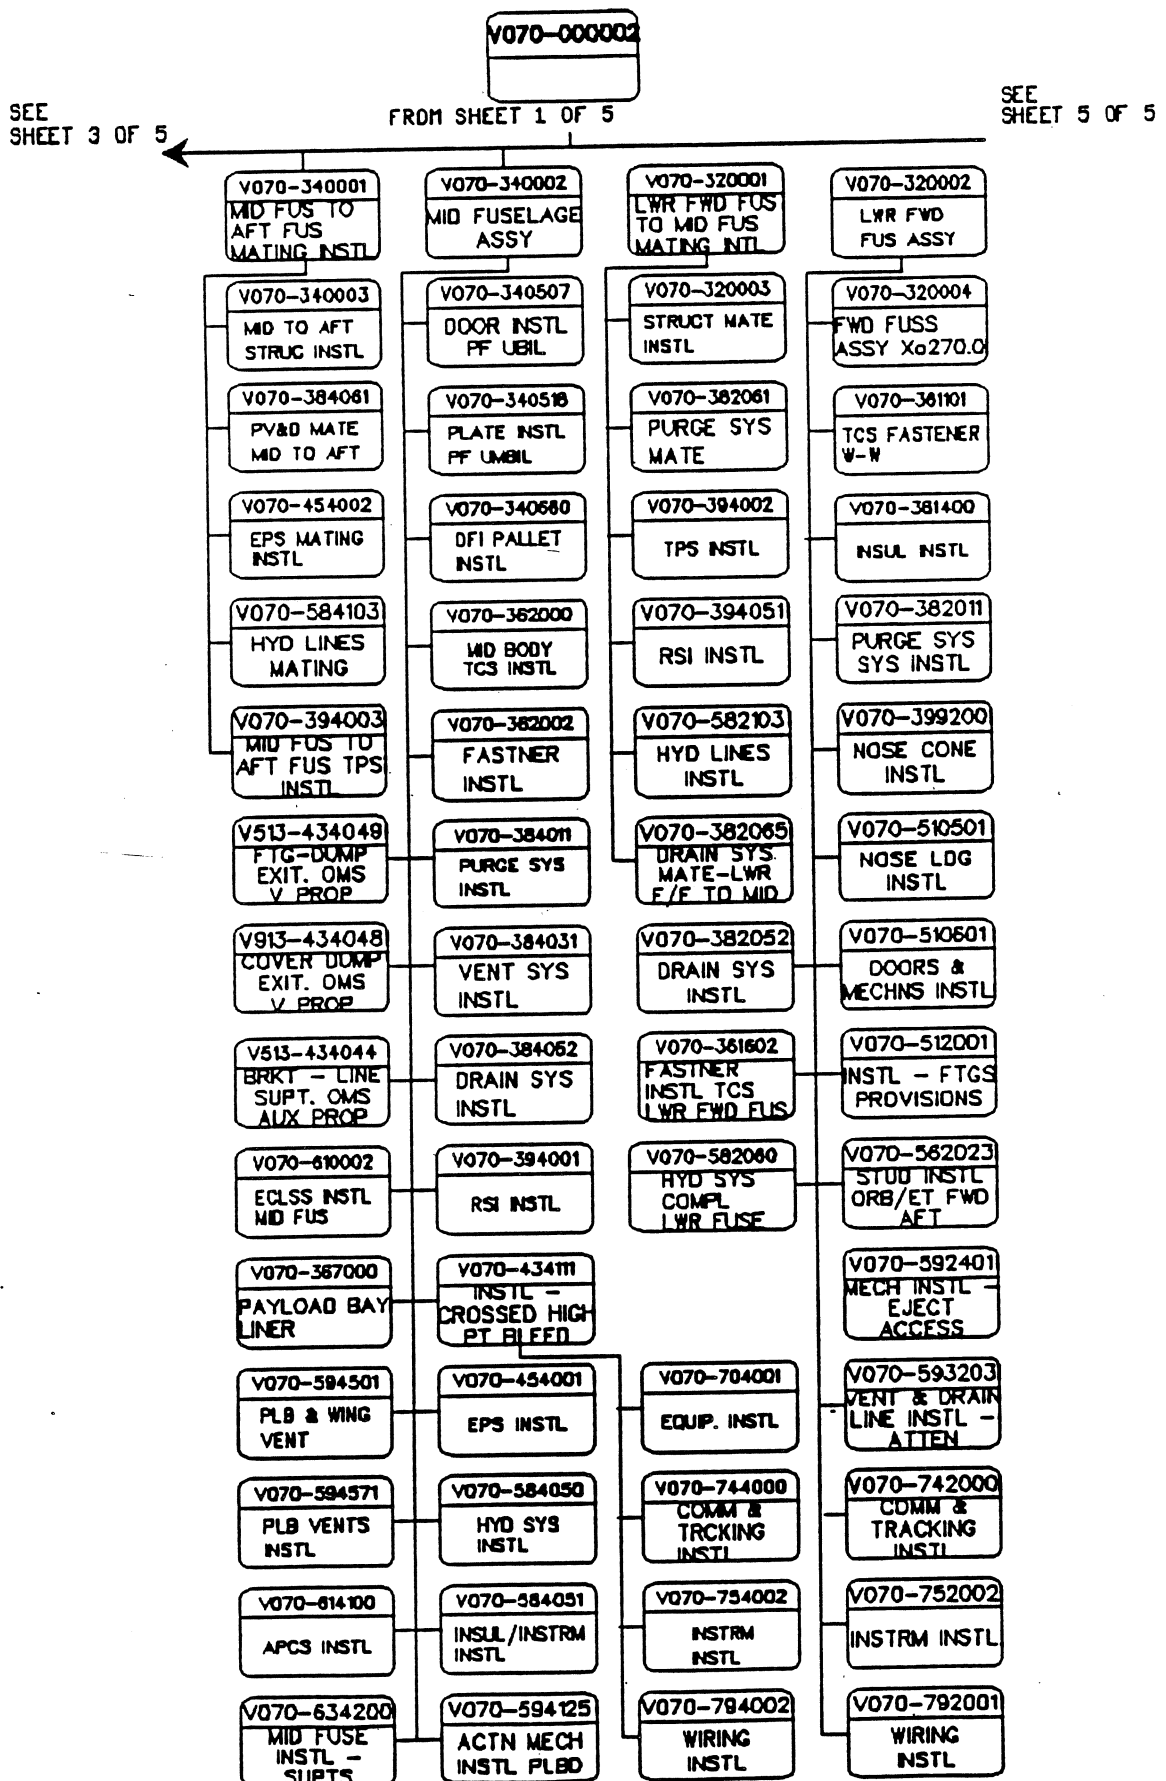 V070-000002
SEE
SHEET 3 OF 5
FROM SHEET 1 OF 5
SEE
SHEET 5 OF 5
V070-340001
MID FUS TO
AFT FUS
MATING INSTL
V070-340002
MID FUSELAGE
ASSY
V070-320001
LWR FWD FUS
TO MID FUS
MATING INTL
V070-320002
LWR FWD
FUS ASSY
V070-340003
MID TO AFT
STRUC INSTL
V070-340507
DOOR INSTL
PF UBIL
V070-320003
STRUCT MATE
INSTL
V070-320004
FWD FUSS
ASSY Xo270.0
V070-384061
PV&D MATE
MID TO AFT
V070-340518
PLATE INSTL
PF UMBIL
V070-382061
PURGE SYS
MATE
V070-361101
TCS FASTENER
W-W
V070-454002
EPS MATING
INSTL
V070-340660
DFI PALLET
INSTL
V070-394002
TPS INSTL
V070-381400
INSUL INSTL
V070-584103
HYD LINES
MATING
V070-362000
MID BODY
TCS INSTL
V070-394051
RSI INSTL
V070-382011
PURGE SYS
SYS INSTL
V070-394003
MID FUS TO
AFT FUS TPS
INSTL
V070-362002
FASTNER
INSTL
V070-582103
HYD LINES
INSTL
V070-399200
NOSE CONE
INSTL
V513-434049
FTG-DUMP
EXIT. OMS
V PROP
V070-384011
PURGE SYS
INSTL
V070-382065
DRAIN SYS
MATE-LWR
F/F TO MID
V070-510501
NOSE LDG
INSTL
V913-434048
COVER DUMP
EXIT. OMS
V PROP
V070-384031
VENT SYS
INSTL
V070-382052
DRAIN SYS
INSTL
V070-510601
DOORS &
MECHNS INSTL
V513-434044
BRKT - LINE
SUPT. OMS
AUX PROP
V070-384062
DRAIN SYS
INSTL
V070-361602
FASTNER
INSTL TCS
LWR FWD FUS
V070-512001
INSTL - FTGS
PROVISIONS
V070-610002
ECLSS INSTL
MID FUS
V070-394001
RSI INSTL
V070-582060
HYD SYS
COMPL
LWR FUSE
V070-562023
STUD INSTL
ORB/ET FWD
AFT
V070-367000
PAYLOAD BAY
LINER
V070-434111
INSTL -
CROSSED HIGH
PT BLEED
V070-592401
MECH INSTL -
EJECT
ACCESS
V070-594501
PLB & WING
VENT
V070-454001
EPS INSTL
V070-704001
EQUIP. INSTL
V070-593203
VENT & DRAIN
LINE INSTL -
ATTEN
V070-594571
PLB VENTS
INSTL
V070-584050
HYD SYS
INSTL
V070-744000
COMM &
TRCKING
INSTL
V070-742000
COMM &
TRACKING
INSTL
V070-614100
APCS INSTL
V070-584051
INSUL/INSTRM
INSTL
V070-754002
INSTRM
INSTL
V070-752002
INSTRM INSTL
V070-634200
MID FUSE
INSTL -
SUPTS
V070-594125
ACTN MECH
INSTL PLBD
V070-794002
WIRING
INSTL
V070-792001
WIRING
INSTL